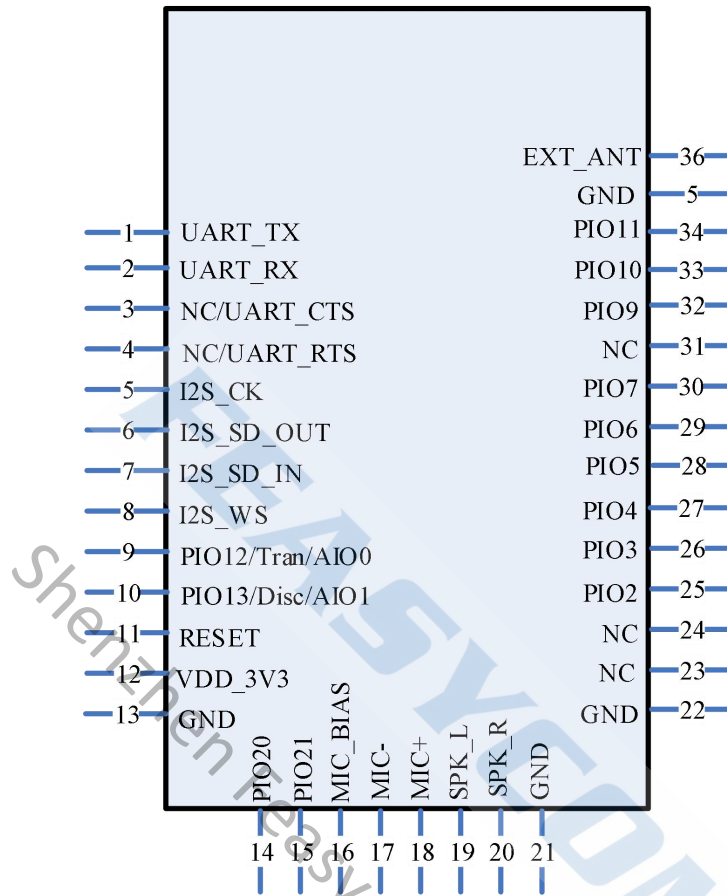 EXT_ANT 36
GND 5
1 UART_TX
PIO11 34
2 UART_RX
PIO10 33
3 NC/UART_CTS
PIO9 32
4 NC/UART_RTS
NC 31
5 I2S_CK
PIO7 30
6 I2S_SD_OUT
PIO6 29
7 I2S_SD_IN
PIO5 28
8 I2S_WS
PIO4 27
9 PIO12/Tran/AIO0
PIO3 26
10 PIO13/Disc/AIO1
PIO2 25
11 RESET
NC 24
12 VDD_3V3
NC 23
13 GND
GND 22
PIO20
PIO21
MIC_BIAS
MIC-
MIC+
SPK_L
SPK_R
GND
14 15 16 17 18 19 20 21
FEASYCOM
Shenzhen Feasy